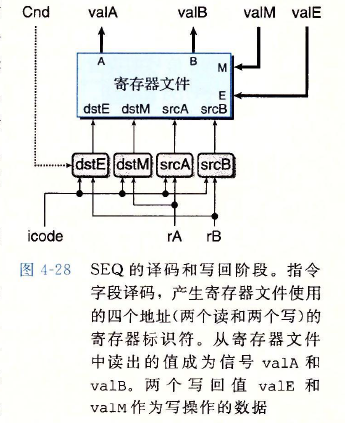 Cnd valA valB valM valE
A B
M
寄存器文件
E
dstE dstM srcA srcB
dstE dstM srcA srcB
icode rA rB
图 4-28 SEQ 的译码和写回阶段。指令
字段译码，产生寄存器文件使用
的四个地址(两个读和两个写)的
寄存器标识符。从寄存器文件
中读出的值成为信号 valA 和
valB。两个写回值 valE 和
valM 作为写操作的数据